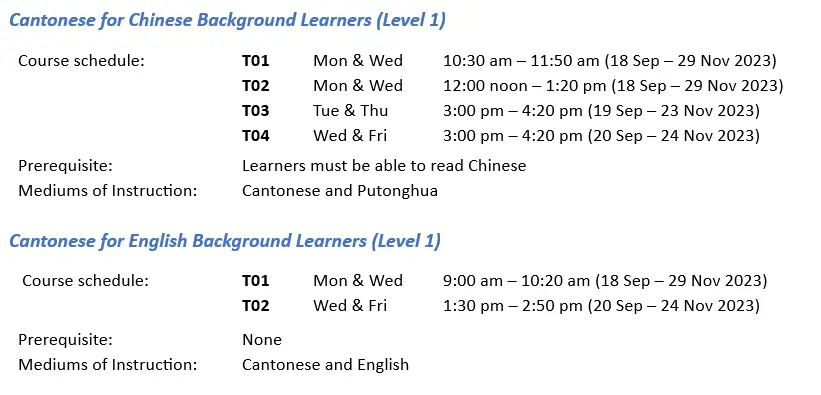 Cantonese for Chinese Background Learners (Level 1)
Course schedule: T01 Mon & Wed 10:30 am – 11:50 am (18 Sep – 29 Nov 2023)
T02 Mon & Wed 12:00 noon – 1:20 pm (18 Sep – 29 Nov 2023)
T03 Tue & Thu 3:00 pm – 4:20 pm (19 Sep – 23 Nov 2023)
T04 Wed & Fri 3:00 pm – 4:20 pm (20 Sep – 24 Nov 2023)
Prerequisite: Learners must be able to read Chinese
Mediums of Instruction: Cantonese and Putonghua
Cantonese for English Background Learners (Level 1)
Course schedule: T01 Mon & Wed 9:00 am – 10:20 am (18 Sep – 29 Nov 2023)
T02 Wed & Fri 1:30 pm – 2:50 pm (20 Sep – 24 Nov 2023)
Prerequisite: None
Mediums of Instruction: Cantonese and English